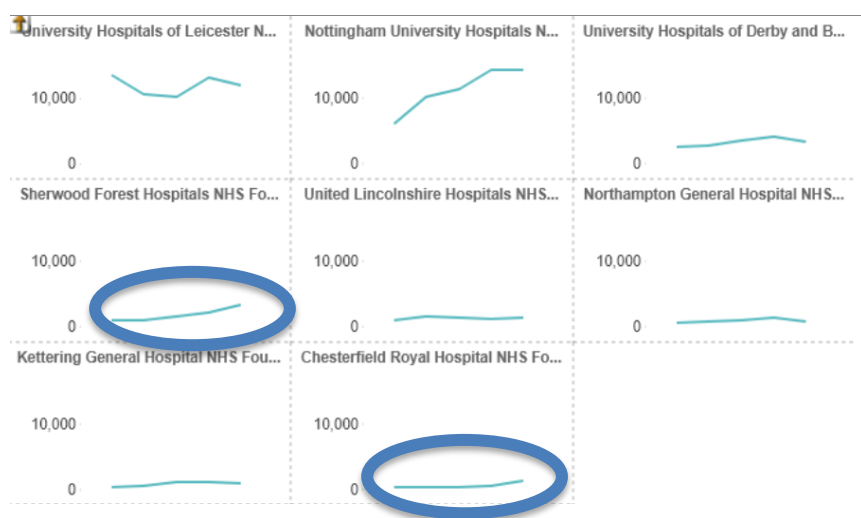 University Hospitals of Leicester N...
Nottingham University Hospitals N...
University Hospitals of Derby and B...
10,000
10,000
10,000
0
0
0
Sherwood Forest Hospitals NHS Fo...
United Lincolnshire Hospitals NHS...
Northampton General Hospital NHS...
10,000
10,000
10,000
0
0
0
Kettering General Hospital NHS Fou...
Chesterfield Royal Hospital NHS Fo...
10,000
10,000
0
0